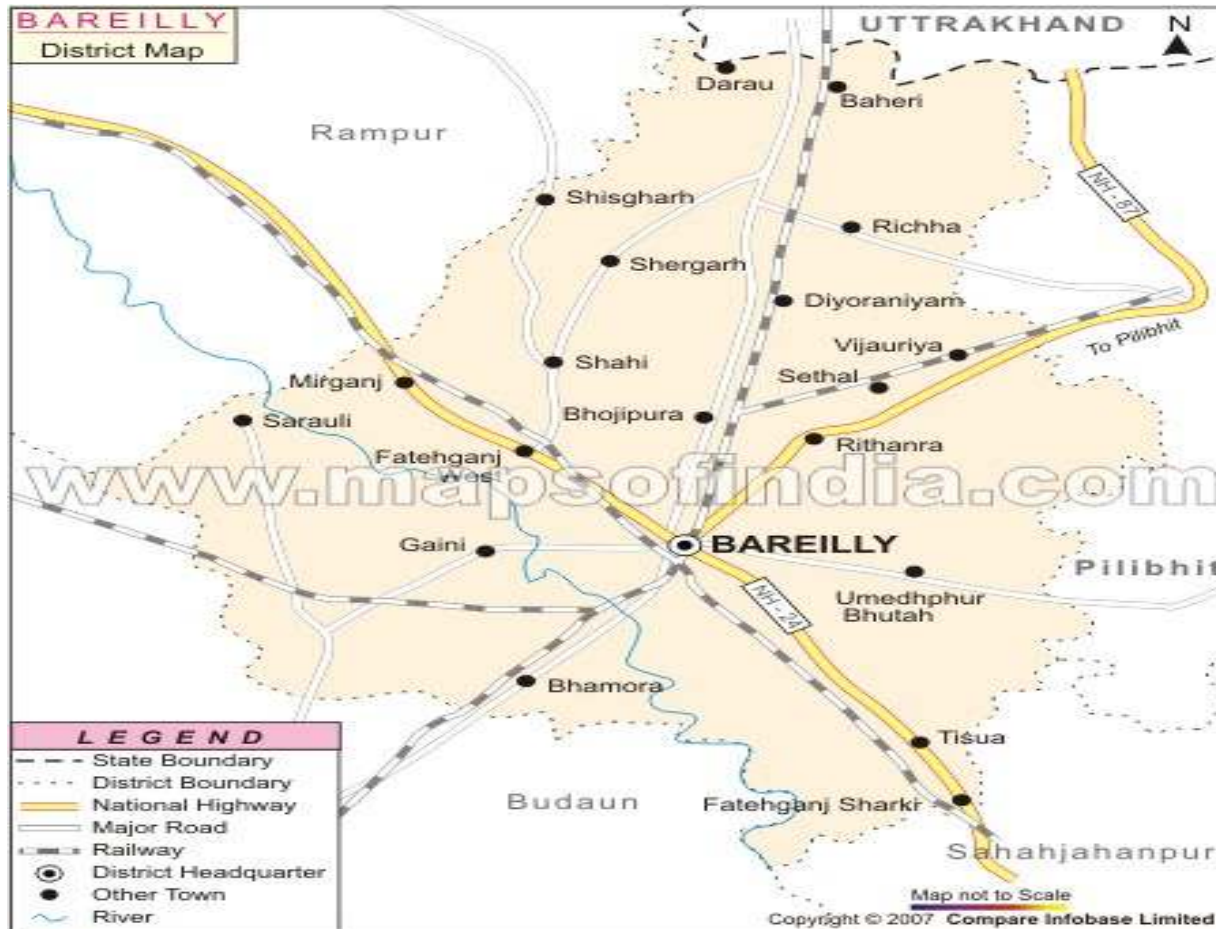 BAREILLY
District Map
UTTRAKHAND
N
Darau
Baheri
Rampur
NH - 87
Shisgharh
Richha
Shergarh
Diyoraniyam
To Pilibhit
Vijauriya
Shahi
Sethal
Mirganj
Sarauli
Bhojipura
Rithanra
Fatehganj
West
www.mapsofindia.com
Gaini
BAREILLY
Pilibhit
Umedhphur
Bhutah
NH - 24
Bhamora
Tisua
Budaun
Fatehganj Sharki
Sahahjahanpur
LEGEND
State Boundary
District Boundary
National Highway
Major Road
Railway
District Headquarter
Other Town
River
Map not to Scale
Copyright © 2007 Compare Infobase Limited